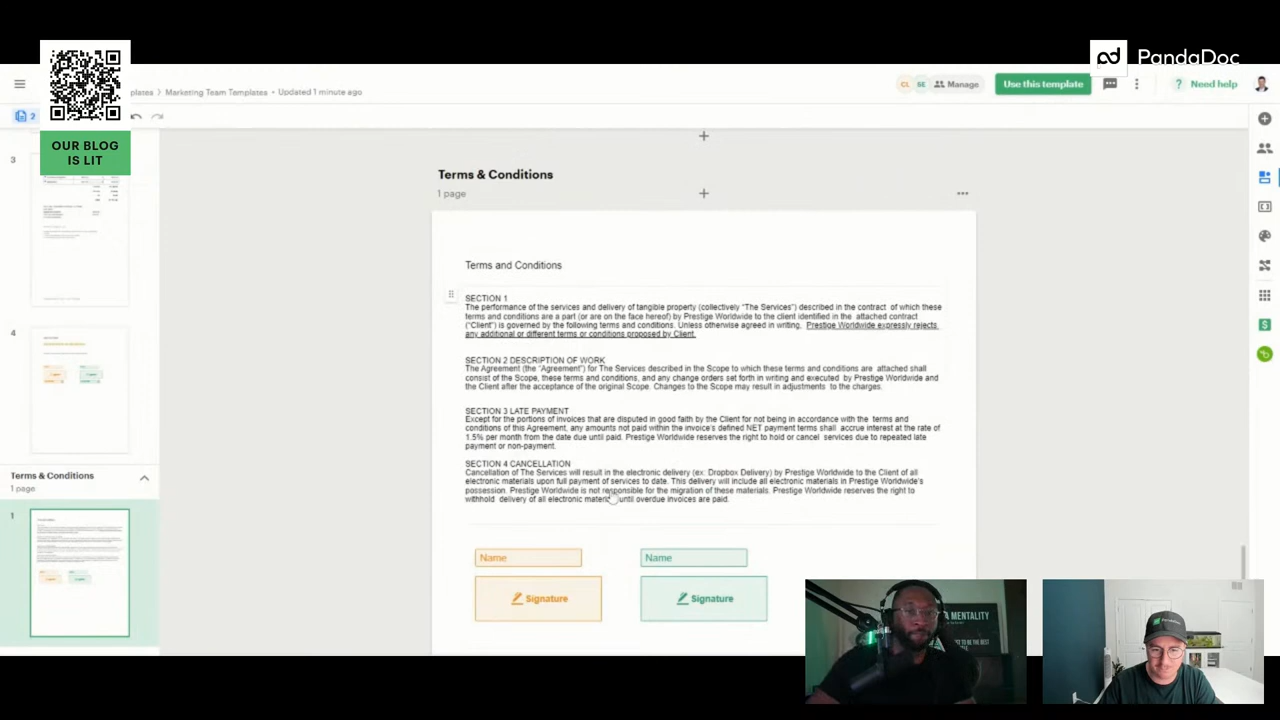 PandaDoc
plates > Marketing Team Templates • Updated 1 minute ago
CL SE Manage
Use this template
Need help
2
OUR BLOG
IS LIT
3
4
Terms & Conditions
1 page
1
Terms & Conditions
1 page
Terms and Conditions
SECTION 1
The performance of the services and delivery of tangible property (collectively "The Services") described in the contract of which these
terms and conditions are a part (or are on the face hereof) by Prestige Worldwide to the client identified in the attached contract
("Client") is governed by the following terms and conditions. Unless otherwise agreed in writing, Prestige Worldwide expressly rejects
any additional or different terms or conditions proposed by Client.
SECTION 2 DESCRIPTION OF WORK
The Agreement (the "Agreement") for The Services described in the Scope to which these terms and conditions are attached shall
consist of the Scope, these terms and conditions, and any change orders set forth in writing and executed by Prestige Worldwide and
the Client after the acceptance of the original Scope. Changes to the Scope may result in adjustments to the charges.
SECTION 3 LATE PAYMENT
Except for the portions of invoices that are disputed in good faith by the Client for not being in accordance with the terms and
conditions of this Agreement, any amounts not paid within the invoice's defined NET payment terms shall accrue interest at the rate of
1.5% per month from the date due until paid. Prestige Worldwide reserves the right to hold or cancel services due to repeated late
payment or non-payment.
SECTION 4 CANCELLATION
Cancellation of The Services will result in the electronic delivery (ex: Dropbox Delivery) by Prestige Worldwide to the Client of all
electronic materials upon full payment of services to date. This delivery will include all electronic materials in Prestige Worldwide's
possession. Prestige Worldwide is not responsible for the migration of these materials. Prestige Worldwide reserves the right to
withhold delivery of all electronic material until overdue invoices are paid.
Name
Name
Signature
Signature
MENTALITY